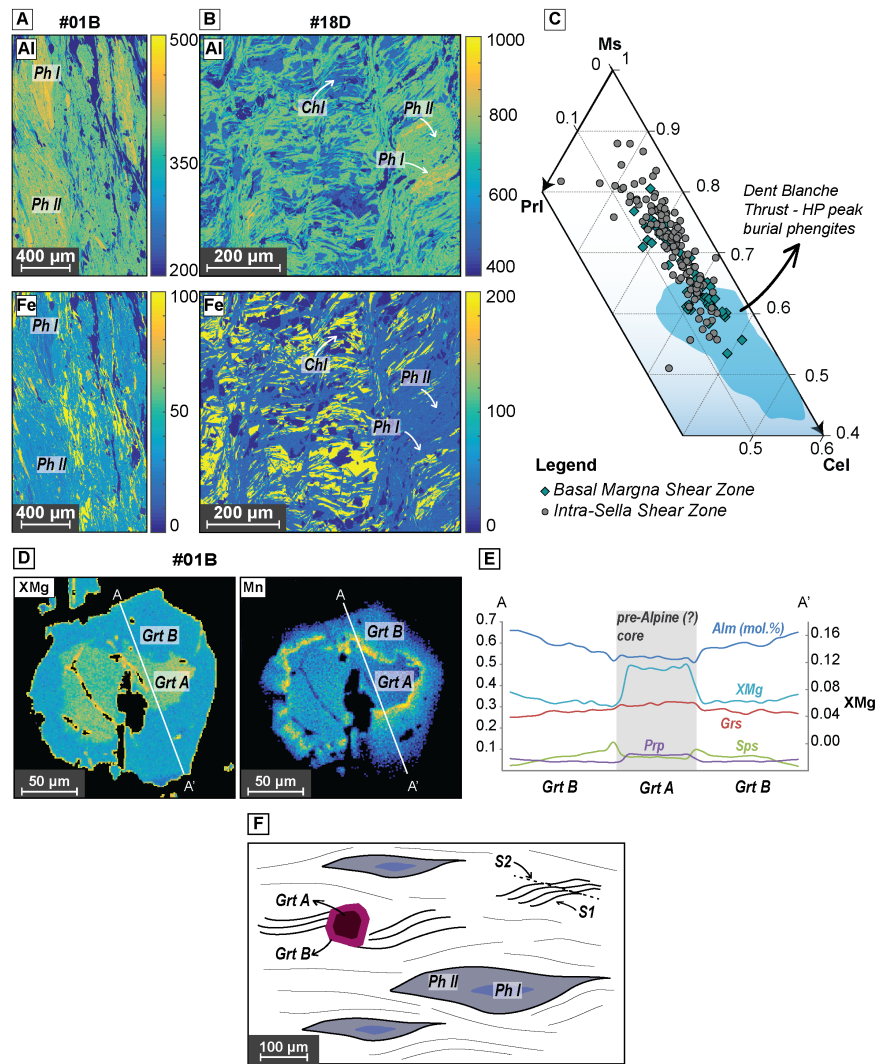 A
#01B
Al
Ph I
Ph II
400 µm
500
350
200
Fe
Ph I
Ph II
400 µm
100
50
0
B
#18D
Al
Chl
Ph II
Ph I
200 µm
1000
800
600
400
Fe
Chl
Ph II
Ph I
200 µm
200
100
0
C
Ms
0
1
0.1
0.9
Prl
0.8
0.7
0.6
0.5
0.4
0.5
0.6
Cel
Dent Blanche
Thrust - HP peak
burial phengites
Legend
Basal Margna Shear Zone
Intra-Sella Shear Zone
D
#01B
XMg
A
Grt B
Grt A
A'
50 µm
Mn
A
Grt B
Grt A
A'
50 µm
E
A
A'
0.7
0.6
0.5
0.4
0.3
0.2
0.1
pre-Alpine (?)
core
Alm (mol.%)
XMg
Grs
Prp
Sps
0.16
0.12
0.08
0.04
0.00
XMg
Grt B
Grt A
Grt B
F
S2
S1
Grt A
Grt B
Ph II
Ph I
100 µm